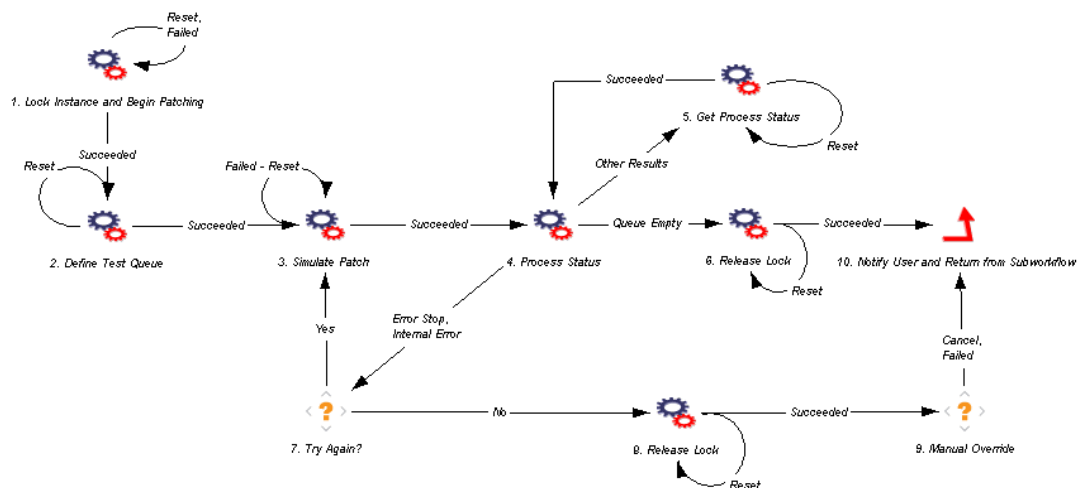 Reset,
Failed
1. Lock Instance and Begin Patching
Succeeded
5. Get Process Status
Reset
Succeeded
Reset
Failed - Reset
Other Results
Succeeded
Succeeded
Queue Empty
Succeeded
2. Define Test Queue
3. Simulate Patch
4. Process Status
6. Release Lock
10. Notify User and Return from Subworkflow
Reset
Error Stop,
Internal Error
Yes
Cancel,
Failed
No
Succeeded
7. Try Again?
8. Release Lock
9. Manual Override
Reset